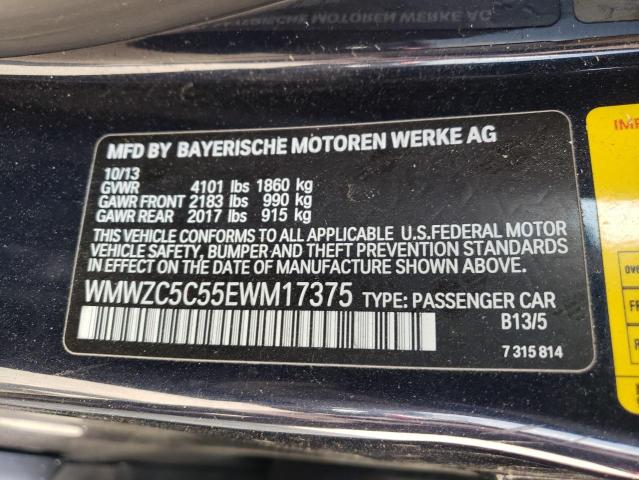 MFD BY BAYERISCHE MOTOREN WERKE AG
10/13
GVWR 4101 lbs 1860 kg
GAWR FRONT 2183 lbs 990 kg
GAWR REAR 2017 lbs 915 kg
THIS VEHICLE CONFORMS TO ALL APPLICABLE U.S.FEDERAL MOTOR
VEHICLE SAFETY, BUMPER AND THEFT PREVENTION STANDARDS
IN EFFECT ON THE DATE OF MANUFACTURE SHOWN ABOVE.
WMWZC5C55EWM17375 TYPE: PASSENGER CAR
B13/5
7 315 814